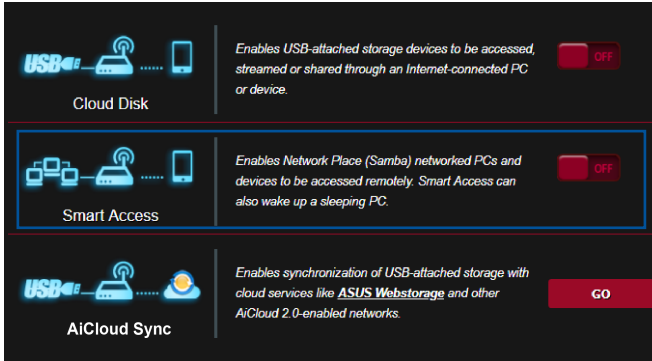 USB
Cloud Disk
Enables USB-attached storage devices to be accessed,
streamed or shared through an Internet-connected PC
or device.
OFF
Smart Access
Enables Network Place (Samba) networked PCs and
devices to be accessed remotely. Smart Access can
also wake up a sleeping PC.
OFF
USB
AiCloud Sync
Enables synchronization of USB-attached storage with
cloud services like ASUS Webstorage and other
AiCloud 2.0-enabled networks.
GO